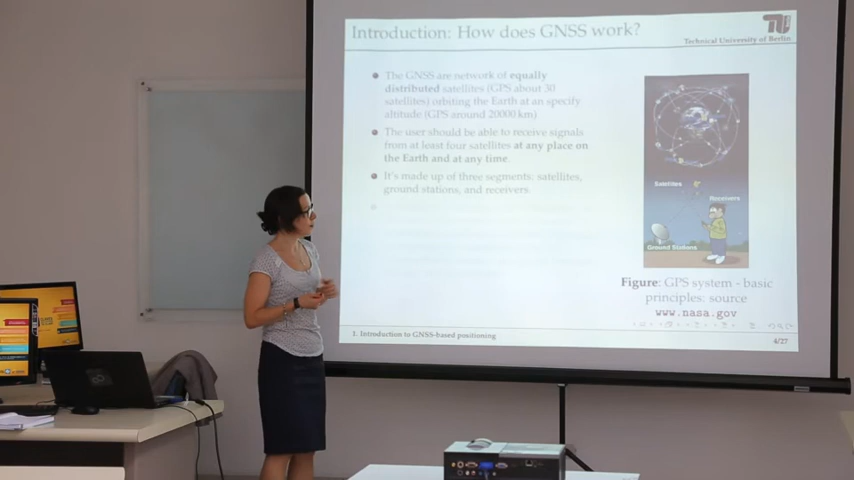 Introduction: How does GNSS work?
Technical University of Berlin
The GNSS are network of equally
distributed satellites (GPS about 30
satellites) orbiting the Earth at an specify
altitude (GPS around 20000 km)
The user should be able to receive signals
from at least four satellites at any place on
the Earth and at any time.
It's made up of three segments: satellites,
ground stations, and receivers.
Satellites
Receivers
Ground Stations
Figure: GPS system - basic
principles: source
www.nasa.gov
1. Introduction to GNSS-based positioning
4/27